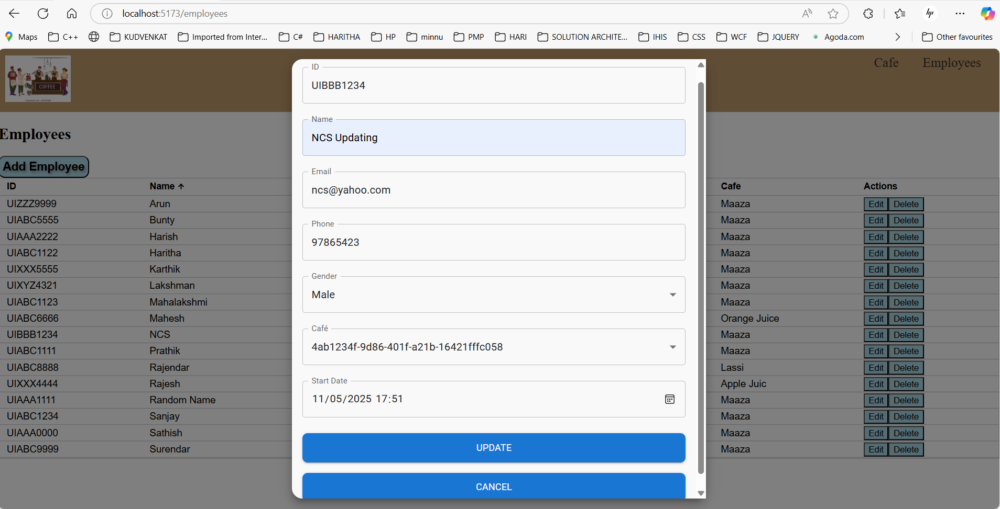 localhost:5173/employees
Maps C++ KUDVENKAT Imported from Inter... C# HARITHA HP minnu PMP HARI SOLUTION ARCHITE... IHIS CSS WCF JQUERY Agoda.com Other favourites
COFFEE
Cafe Employees
Employees
Add Employee
ID Name Cafe Actions
UIZZZ9999 Arun Maaza Edit Delete
UIABC5555 Bunty Maaza Edit Delete
UIAAA2222 Harish Maaza Edit Delete
UIABC1122 Haritha Maaza Edit Delete
UIXXX5555 Karthik Maaza Edit Delete
UIXYZ4321 Lakshman Maaza Edit Delete
UIABC1123 Mahalakshmi Maaza Edit Delete
UIABC6666 Mahesh Orange Juice Edit Delete
UIBBB1234 NCS Maaza Edit Delete
UIABC1111 Prathik Maaza Edit Delete
UIABC8888 Rajendar Lassi Edit Delete
UIXXX4444 Rajesh Apple Juic Edit Delete
UIAAA1111 Random Name Maaza Edit Delete
UIABC1234 Sanjay Maaza Edit Delete
UIAAA0000 Sathish Maaza Edit Delete
UIABC9999 Surendar Maaza Edit Delete
ID
UIBBB1234
Name
NCS Updating
Email
ncs@yahoo.com
Phone
97865423
Gender
Male
Café
4ab1234f-9d86-401f-a21b-16421fffc058
Start Date
11/05/2025 17:51
UPDATE
CANCEL